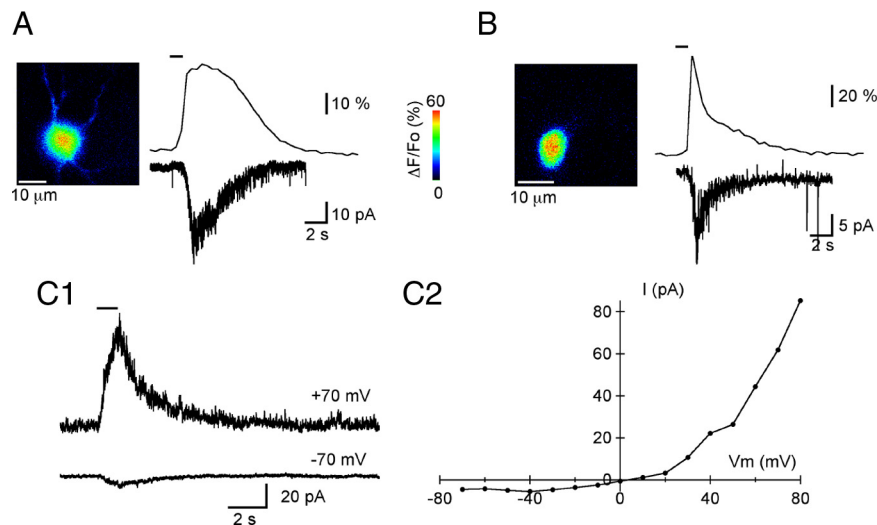 A
B
10 %
60
ΔF/Fo (%)
0
20 %
10 μm
10 pA
2 s
10 μm
5 pA
2 s
C1
+70 mV
-70 mV
20 pA
2 s
C2
I (pA)
80
60
40
20
0
Vm (mV)
-80
-40
0
40
80